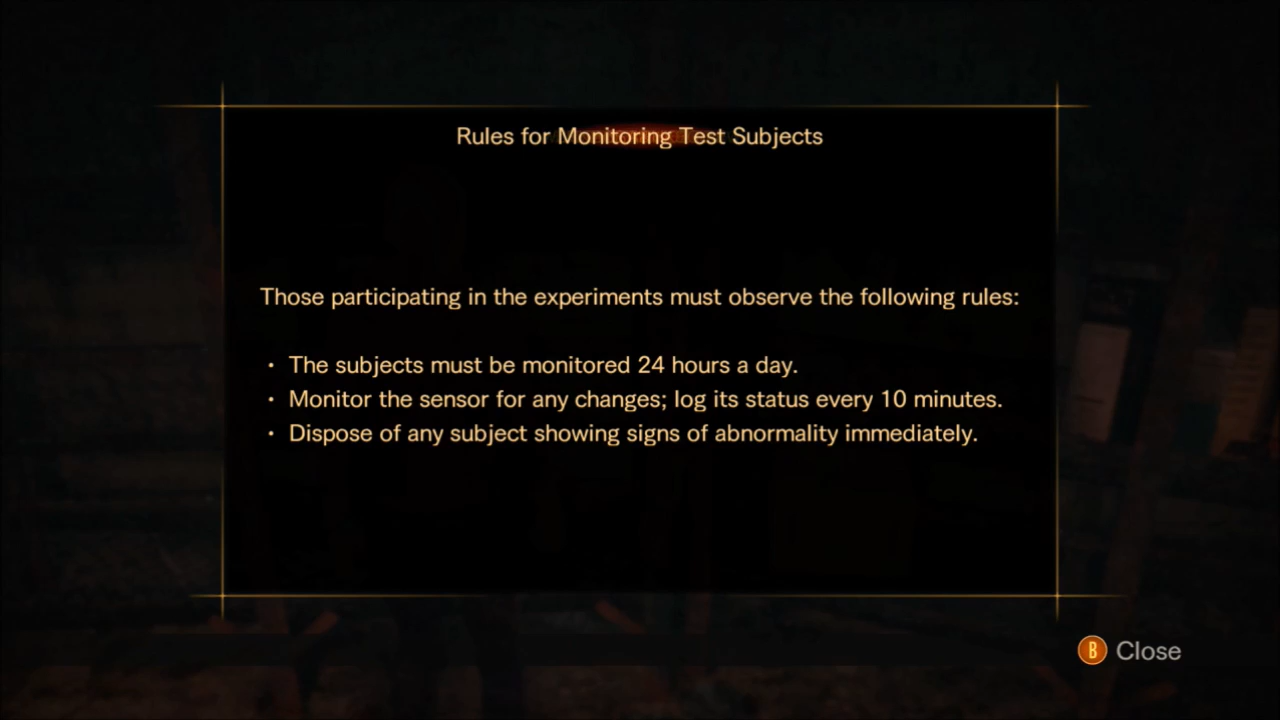 Rules for Monitoring Test Subjects
Those participating in the experiments must observe the following rules:
・ The subjects must be monitored 24 hours a day.
・ Monitor the sensor for any changes; log its status every 10 minutes.
・ Dispose of any subject showing signs of abnormality immediately.
B Close